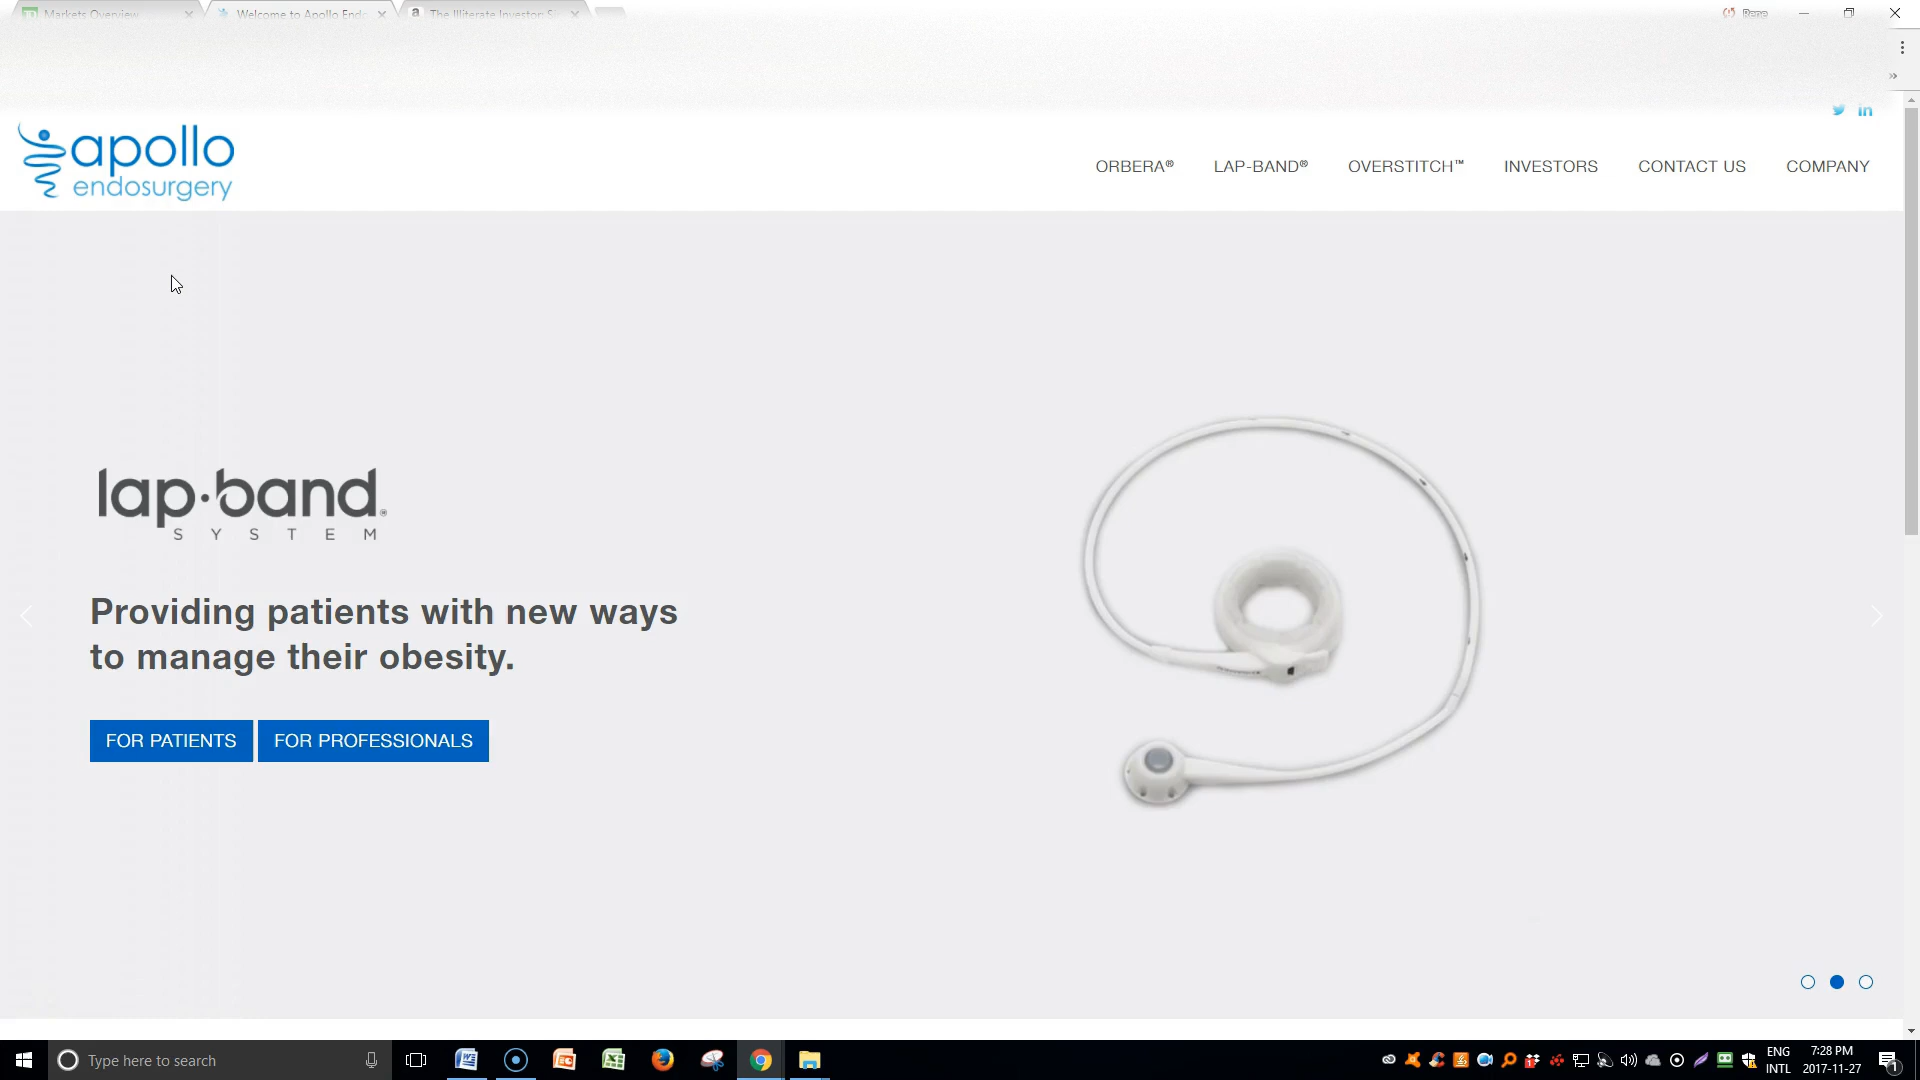 Markets Overview
Welcome to Apollo End
The Illiterate Investor: S
Rene
apollo
endosurgery
ORBERA® LAP-BAND® OVERSTITCH™ INVESTORS CONTACT US COMPANY
lap·band®
SYSTEM
Providing patients with new ways
to manage their obesity.
FOR PATIENTS FOR PROFESSIONALS
Type here to search
ENG 7:28 PM
INTL 2017-11-27